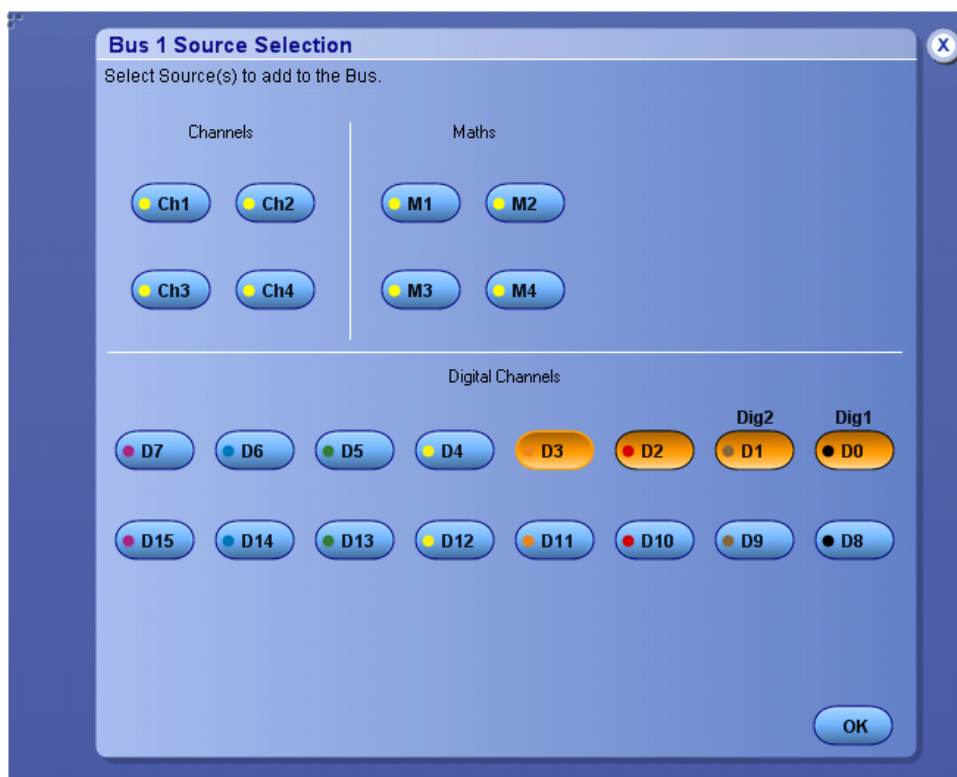 Bus 1 Source Selection
X
Select Source(s) to add to the Bus.
Channels Maths
Ch1 Ch2 M1 M2
Ch3 Ch4 M3 M4
Digital Channels
Dig2 Dig1
D7 D6 D5 D4 D3 D2 D1 D0
D15 D14 D13 D12 D11 D10 D9 D8
OK